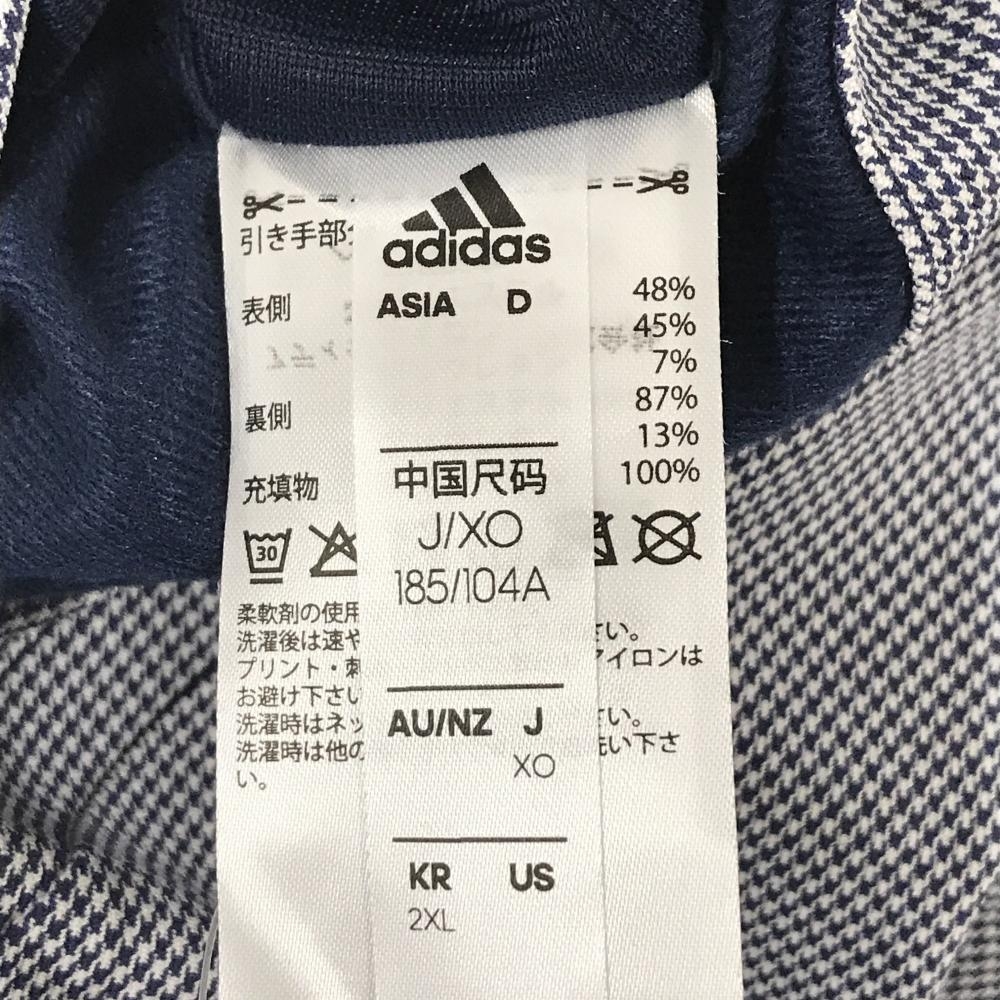 引き手部
adidas
ASIA D
表側
48%
45%
7%
裏側
87%
13%
充填物
100%
中国尺码
J/XO
185/104A
30
柔軟剤の使用
洗濯後は速や
さい。
プリント・刺
アイロンは
お避け下さい
洗濯時はネッ
さい。
洗濯時は他の
洗い下さ
い。
AU/NZ J
XO
KR US
2XL